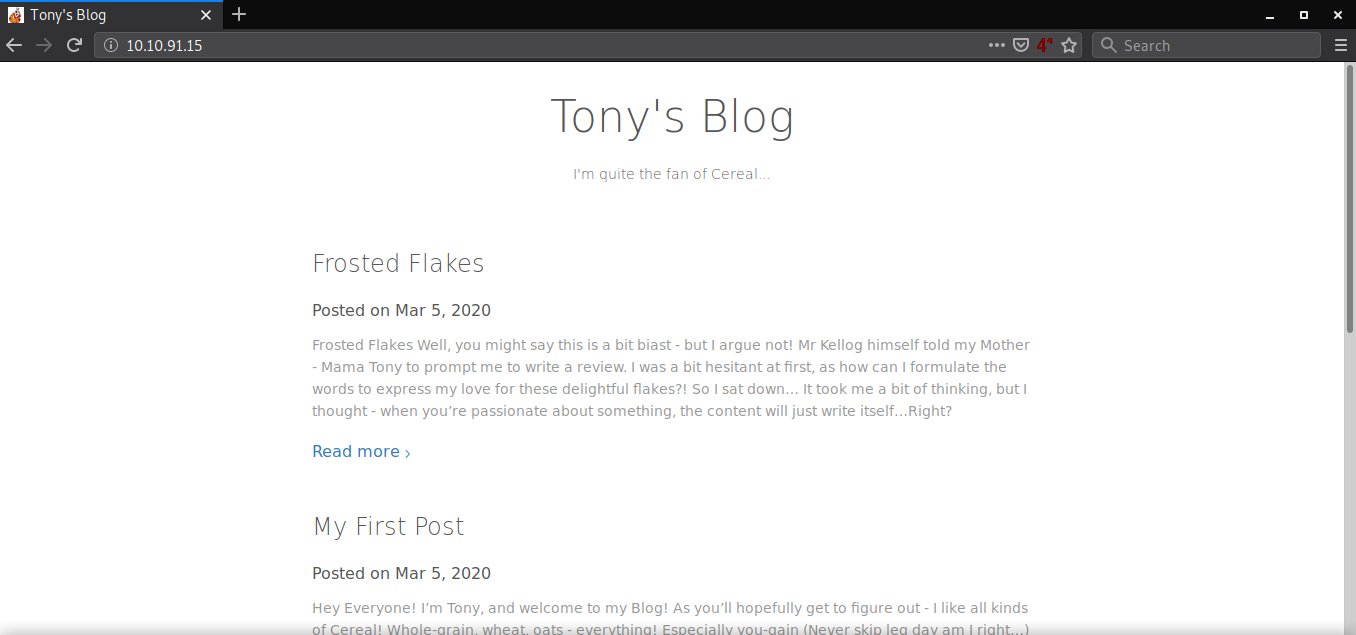 Tony's Blog
10.10.91.15
Search
Tony's Blog
I'm quite the fan of Cereal...
Frosted Flakes
Posted on Mar 5, 2020
Frosted Flakes Well, you might say this is a bit biast - but I argue not! Mr Kellog himself told my Mother
- Mama Tony to prompt me to write a review. I was a bit hesitant at first, as how can I formulate the
words to express my love for these delightful flakes?! So I sat down… It took me a bit of thinking, but I
thought - when you’re passionate about something, the content will just write itself…Right?
Read more ›
My First Post
Posted on Mar 5, 2020
Hey Everyone! I’m Tony, and welcome to my Blog! As you’ll hopefully get to figure out - I like all kinds
of Cereal! Whole-grain, wheat, oats - everything! Especially you-gain (Never skip leg day am I right…)